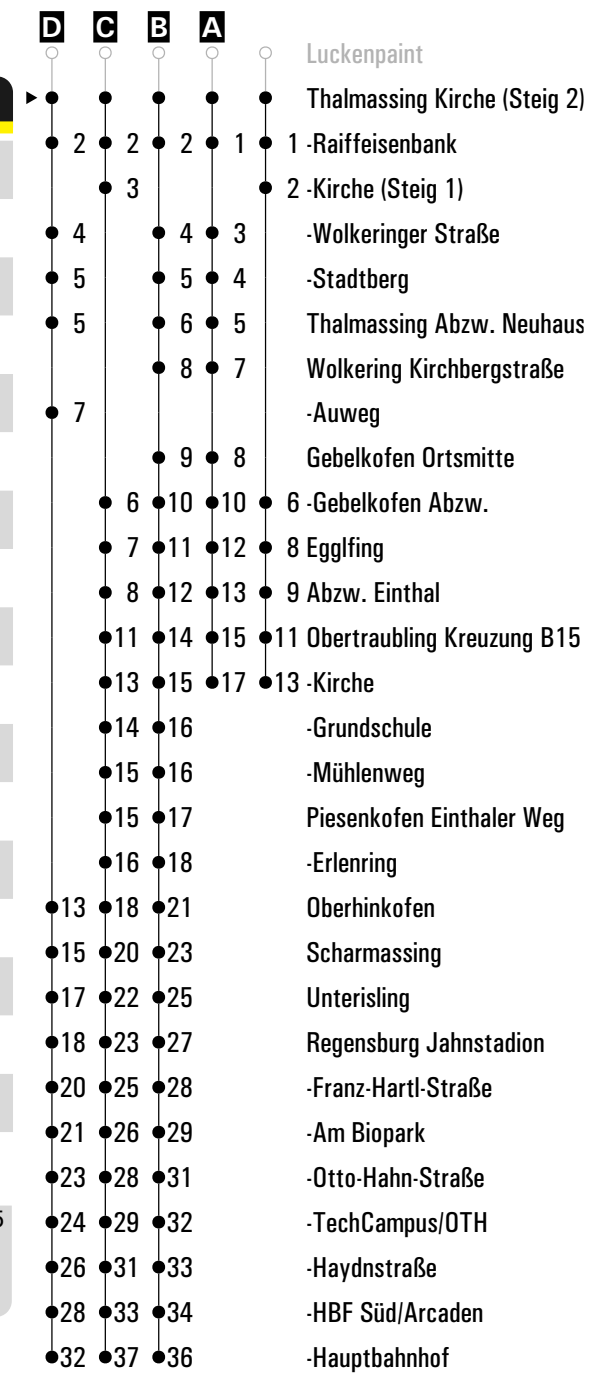 D C B A
Luckenpaint
Thalmassing Kirche (Steig 2)
2 2 2 1 1 -Raiffeisenbank
3 2 -Kirche (Steig 1)
4 4 3 -Wolkeringer Straße
5 5 4 -Stadtberg
5 6 5 Thalmassing Abzw. Neuhaus
8 7 Wolkering Kirchbergstraße
7 -Auweg
9 8 Gebelkofen Ortsmitte
6 10 10 6 -Gebelkofen Abzw.
7 11 12 8 Egglfing
8 12 13 9 Abzw. Einthal
11 14 15 11 Obertraubling Kreuzung B15
13 15 17 13 -Kirche
14 16 -Grundschule
15 16 -Mühlenweg
15 17 Piesenkofen Einthaler Weg
16 18 -Erlenring
13 18 21 Oberhinkofen
15 20 23 Scharmassing
17 22 25 Unterisling
18 23 27 Regensburg Jahnstadion
20 25 28 -Franz-Hartl-Straße
21 26 29 -Am Biopark
23 28 31 -Otto-Hahn-Straße
24 29 32 -TechCampus/OTH
26 31 33 -Haydnstraße
28 33 34 -HBF Süd/Arcaden
32 37 36 -Hauptbahnhof